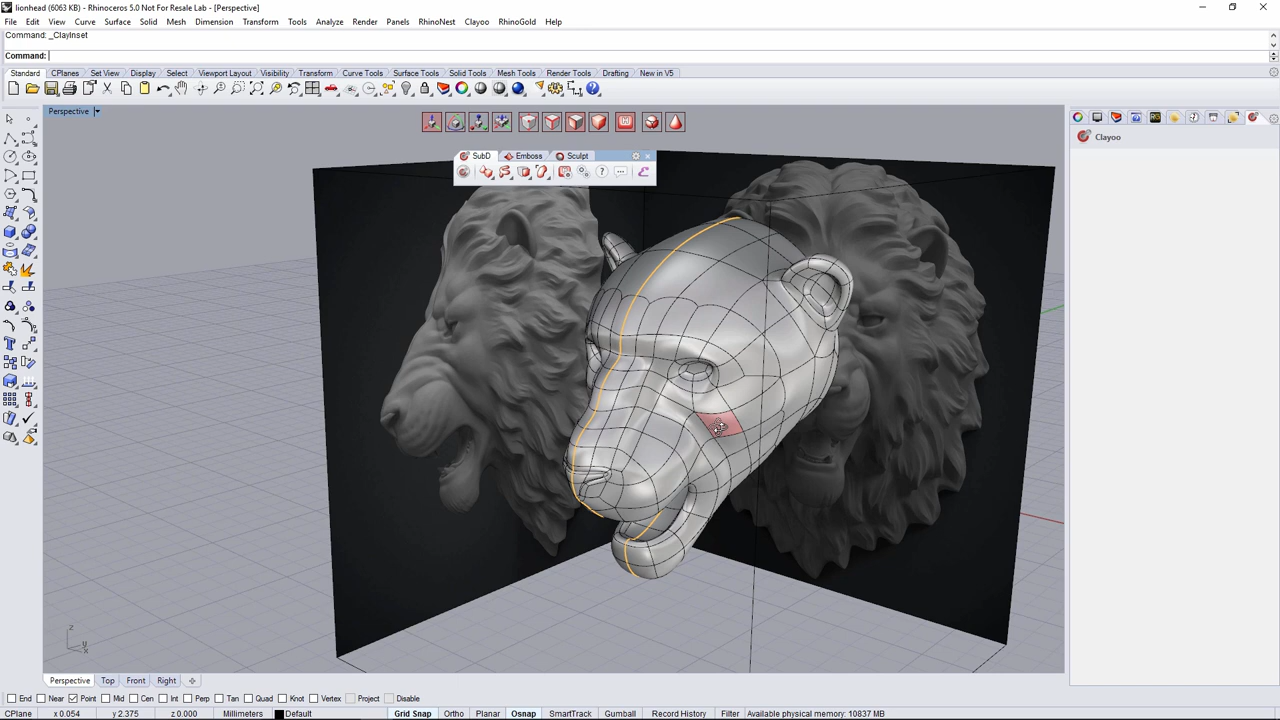 lionhead (6063 KB) - Rhinoceros 5.0 Not For Resale Lab - [Perspective]
File Edit View Curve Surface Solid Mesh Dimension Transform Tools Analyze Render Panels RhinoNest Clayoo RhinoGold Help
Command: _ClayInset
Command:
Standard CPlanes Set View Display Select Viewport Layout Visibility Transform Curve Tools Surface Tools Solid Tools Mesh Tools Render Tools Drafting New in V5
Perspective
Clayoo
SubD Emboss Sculpt
z
y
x
Perspective Top Front Right
End Near Point Mid Cen Int Perp Tan Quad Knot Vertex Project Disable
CPlane x 0.054 y 2.375 z 0.000 Millimeters Default Grid Snap Ortho Planar Osnap SmartTrack Gumball Record History Filter Available physical memory: 10837 MB